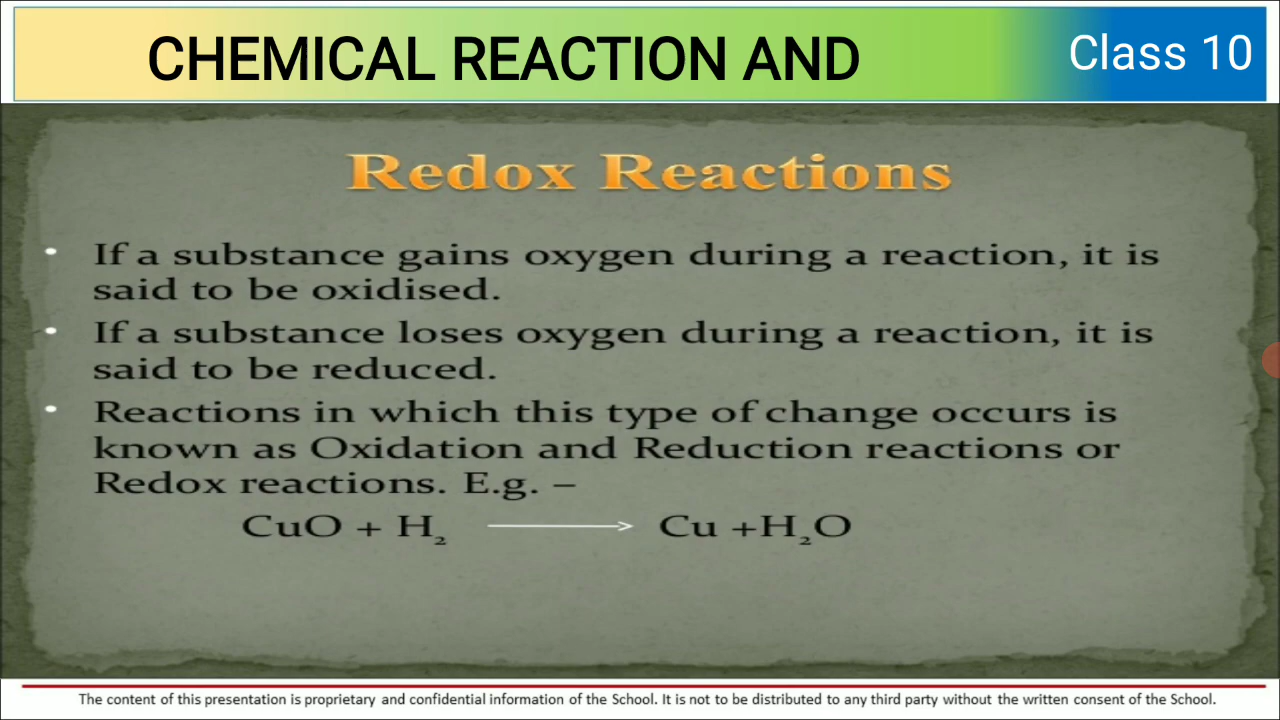 CHEMICAL REACTION AND
Class 10
Redox Reactions
• If a substance gains oxygen during a reaction, it is
said to be oxidised.
• If a substance loses oxygen during a reaction, it is
said to be reduced.
• Reactions in which this type of change occurs is
known as Oxidation and Reduction reactions or
Redox reactions. E.g. –
CuO + H₂ ⟶ Cu +H₂O
The content of this presentation is proprietary and confidential information of the School. It is not to be distributed to any third party without the written consent of the School.